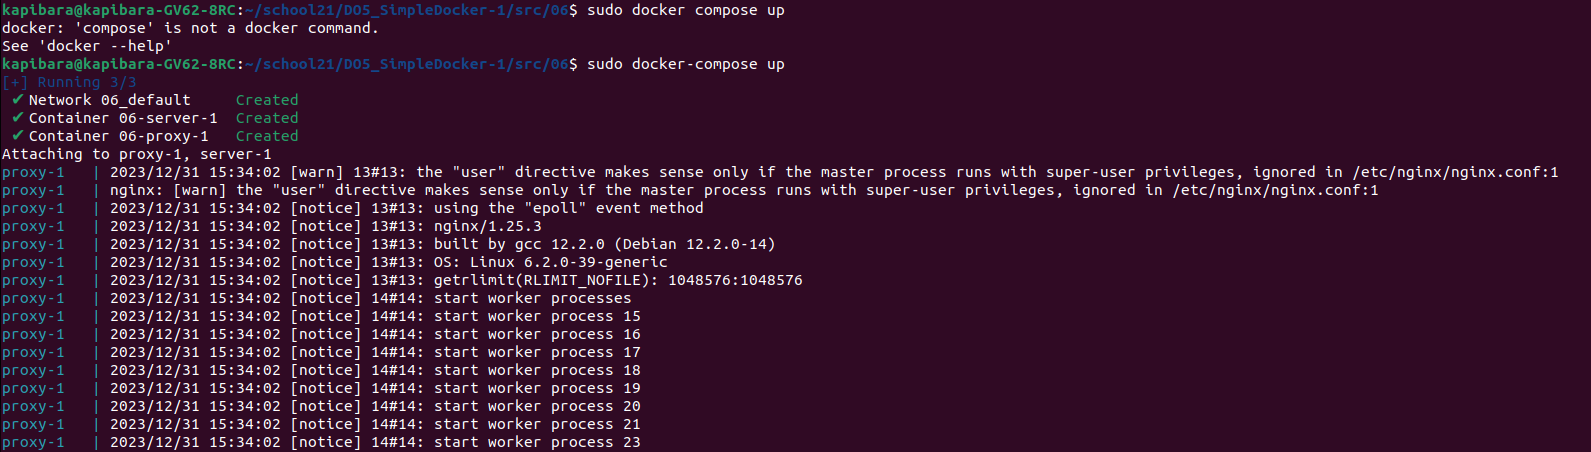 kapibara@kapibara-GV62-8RC:~/school21/DO5_SimpleDocker-1/src/06$ sudo docker compose up
docker: 'compose' is not a docker command.
See 'docker --help'
kapibara@kapibara-GV62-8RC:~/school21/DO5_SimpleDocker-1/src/06$ sudo docker-compose up
[+] Running 3/3
✔ Network 06_default     Created
✔ Container 06-server-1  Created
✔ Container 06-proxy-1   Created
Attaching to proxy-1, server-1
proxy-1   | 2023/12/31 15:34:02 [warn] 13#13: the "user" directive makes sense only if the master process runs with super-user privileges, ignored in /etc/nginx/nginx.conf:1
proxy-1   | nginx: [warn] the "user" directive makes sense only if the master process runs with super-user privileges, ignored in /etc/nginx/nginx.conf:1
proxy-1   | 2023/12/31 15:34:02 [notice] 13#13: using the "epoll" event method
proxy-1   | 2023/12/31 15:34:02 [notice] 13#13: nginx/1.25.3
proxy-1   | 2023/12/31 15:34:02 [notice] 13#13: built by gcc 12.2.0 (Debian 12.2.0-14)
proxy-1   | 2023/12/31 15:34:02 [notice] 13#13: OS: Linux 6.2.0-39-generic
proxy-1   | 2023/12/31 15:34:02 [notice] 13#13: getrlimit(RLIMIT_NOFILE): 1048576:1048576
proxy-1   | 2023/12/31 15:34:02 [notice] 14#14: start worker processes
proxy-1   | 2023/12/31 15:34:02 [notice] 14#14: start worker process 15
proxy-1   | 2023/12/31 15:34:02 [notice] 14#14: start worker process 16
proxy-1   | 2023/12/31 15:34:02 [notice] 14#14: start worker process 17
proxy-1   | 2023/12/31 15:34:02 [notice] 14#14: start worker process 18
proxy-1   | 2023/12/31 15:34:02 [notice] 14#14: start worker process 19
proxy-1   | 2023/12/31 15:34:02 [notice] 14#14: start worker process 20
proxy-1   | 2023/12/31 15:34:02 [notice] 14#14: start worker process 21
proxy-1   | 2023/12/31 15:34:02 [notice] 14#14: start worker process 23